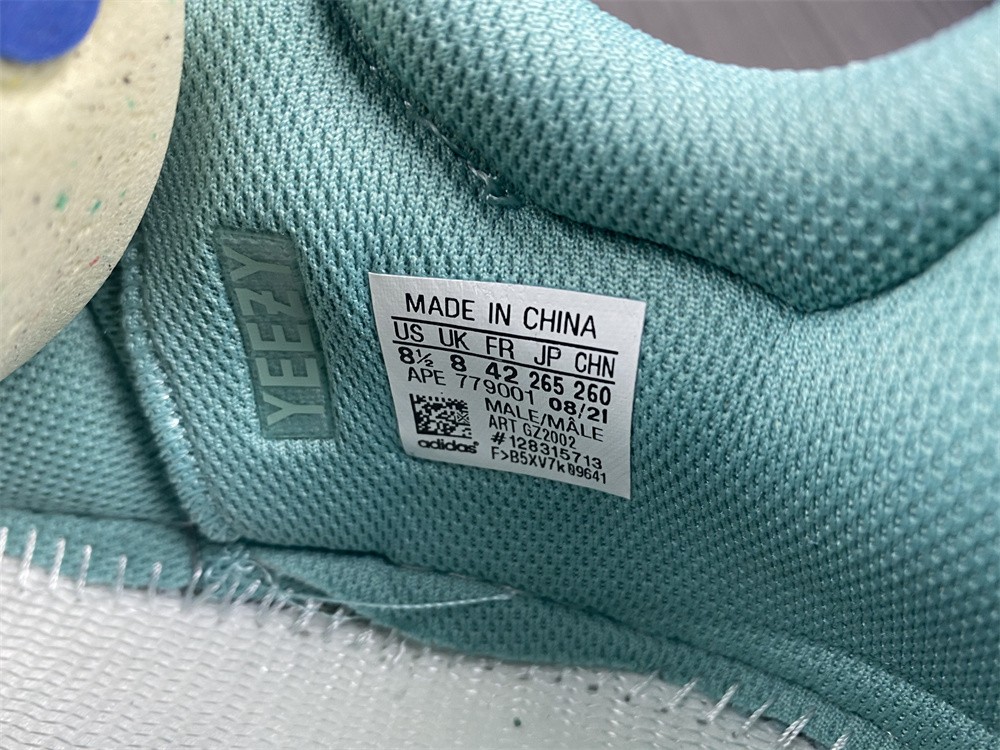 YEEZY
MADE IN CHINA
US UK FR JP CHN
8½ 8 42 265 260
APE 779001 08/21
MALE/MÂLE
ART GZ2002
#128315713
F>B5XV7k09641
adidas